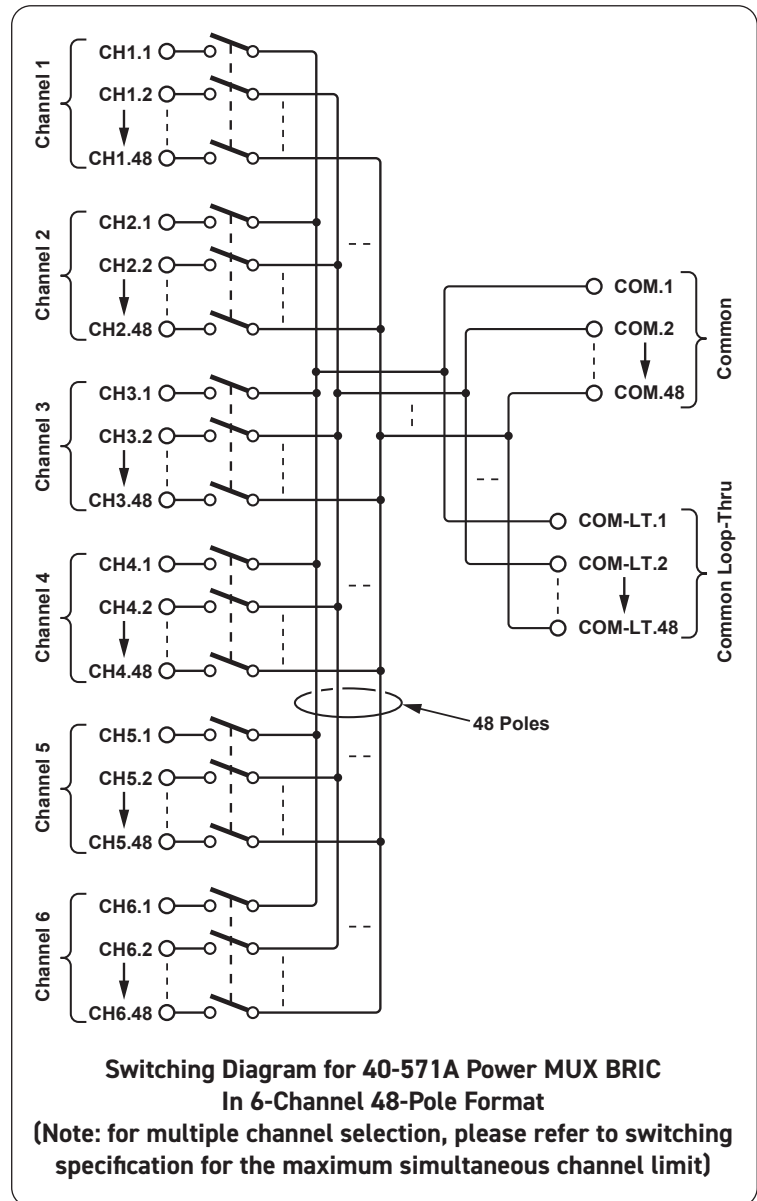 Channel 1
CH1.1
CH1.2
CH1.48
Channel 2
CH2.1
CH2.2
CH2.48
Channel 3
CH3.1
CH3.2
CH3.48
Channel 4
CH4.1
CH4.2
CH4.48
Channel 5
CH5.1
CH5.2
CH5.48
Channel 6
CH6.1
CH6.2
CH6.48
COM.1
COM.2
COM.48
Common
COM-LT.1
COM-LT.2
COM-LT.48
Common Loop-Thru
48 Poles
Switching Diagram for 40-571A Power MUX BRIC
In 6-Channel 48-Pole Format
(Note: for multiple channel selection, please refer to switching
specification for the maximum simultaneous channel limit)